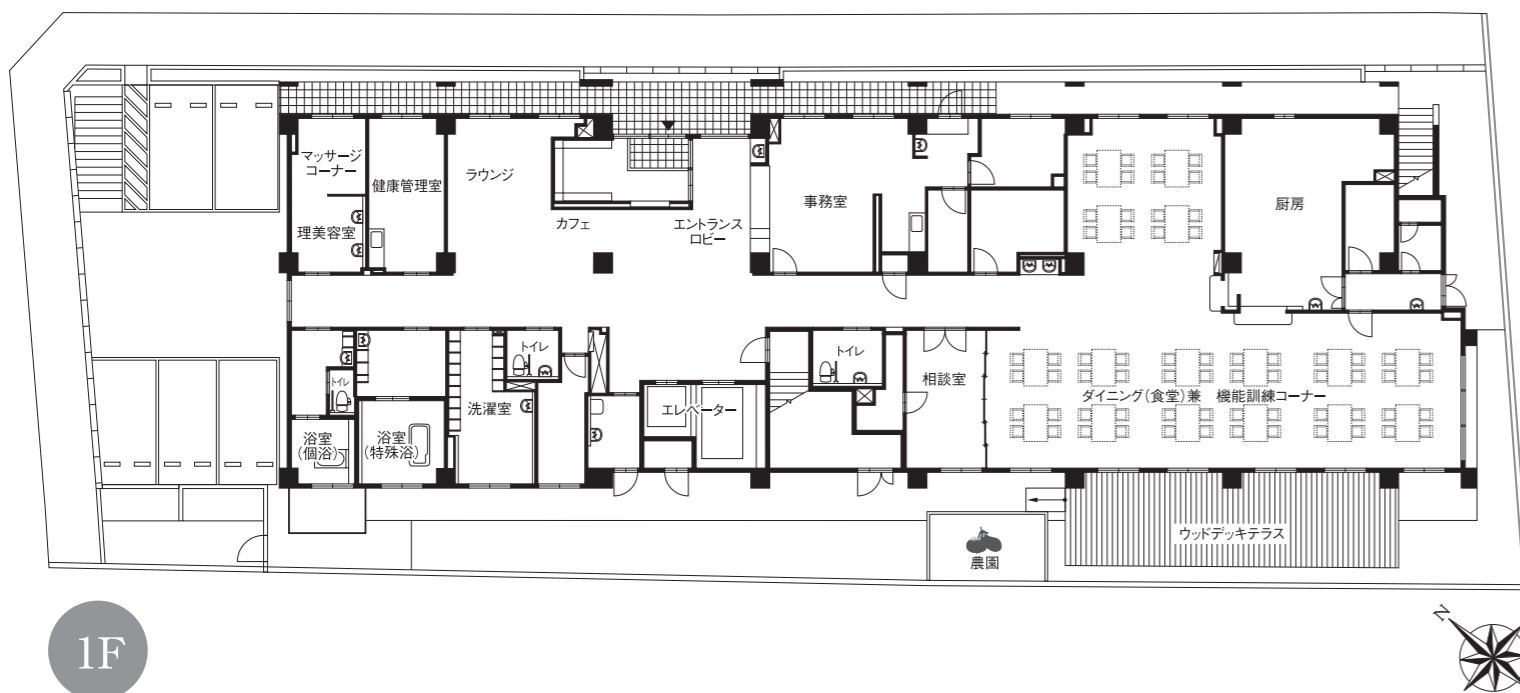 マッサージ
コーナー
健康管理室
ラウンジ
理美容室
カフェ
エントランス
ロビー
事務室
厨房
トイレ
トイレ
トイレ
洗濯室
浴室
(個浴)
浴室
(特殊浴)
エレベーター
相談室
ダイニング(食堂)兼 機能訓練コーナー
ウッドデッキテラス
農園
1F
N